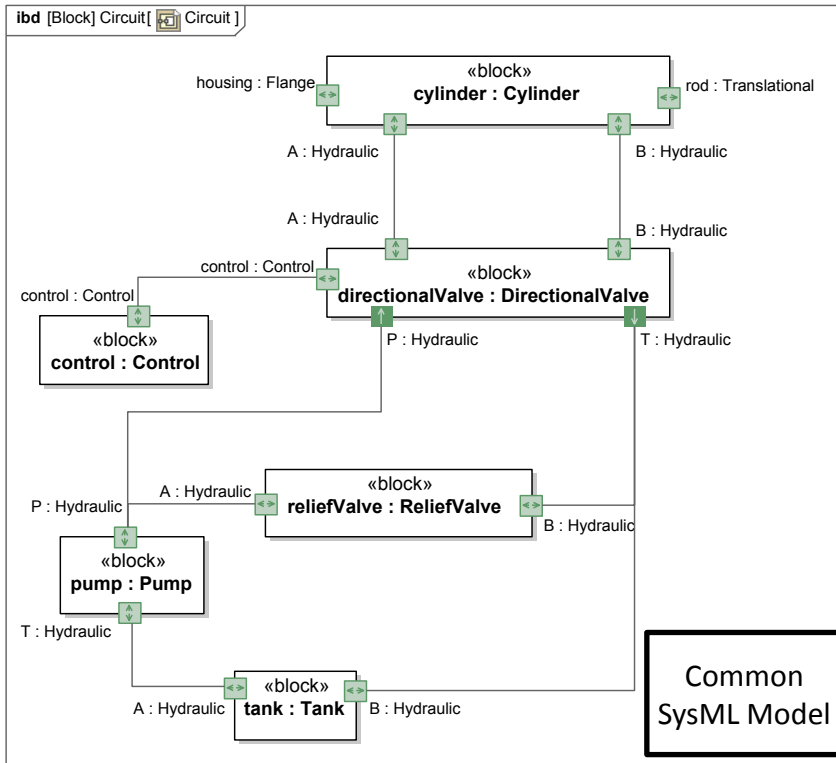 ibd [Block] Circuit[ Circuit ]
«block»
cylinder : Cylinder
housing : Flange
rod : Translational
A : Hydraulic
B : Hydraulic
A : Hydraulic
B : Hydraulic
control : Control
«block»
directionalValve : DirectionalValve
control : Control
«block»
control : Control
P : Hydraulic
T : Hydraulic
A : Hydraulic
«block»
reliefValve : ReliefValve
B : Hydraulic
P : Hydraulic
«block»
pump : Pump
T : Hydraulic
A : Hydraulic
«block»
tank : Tank
B : Hydraulic
Common
SysML Model